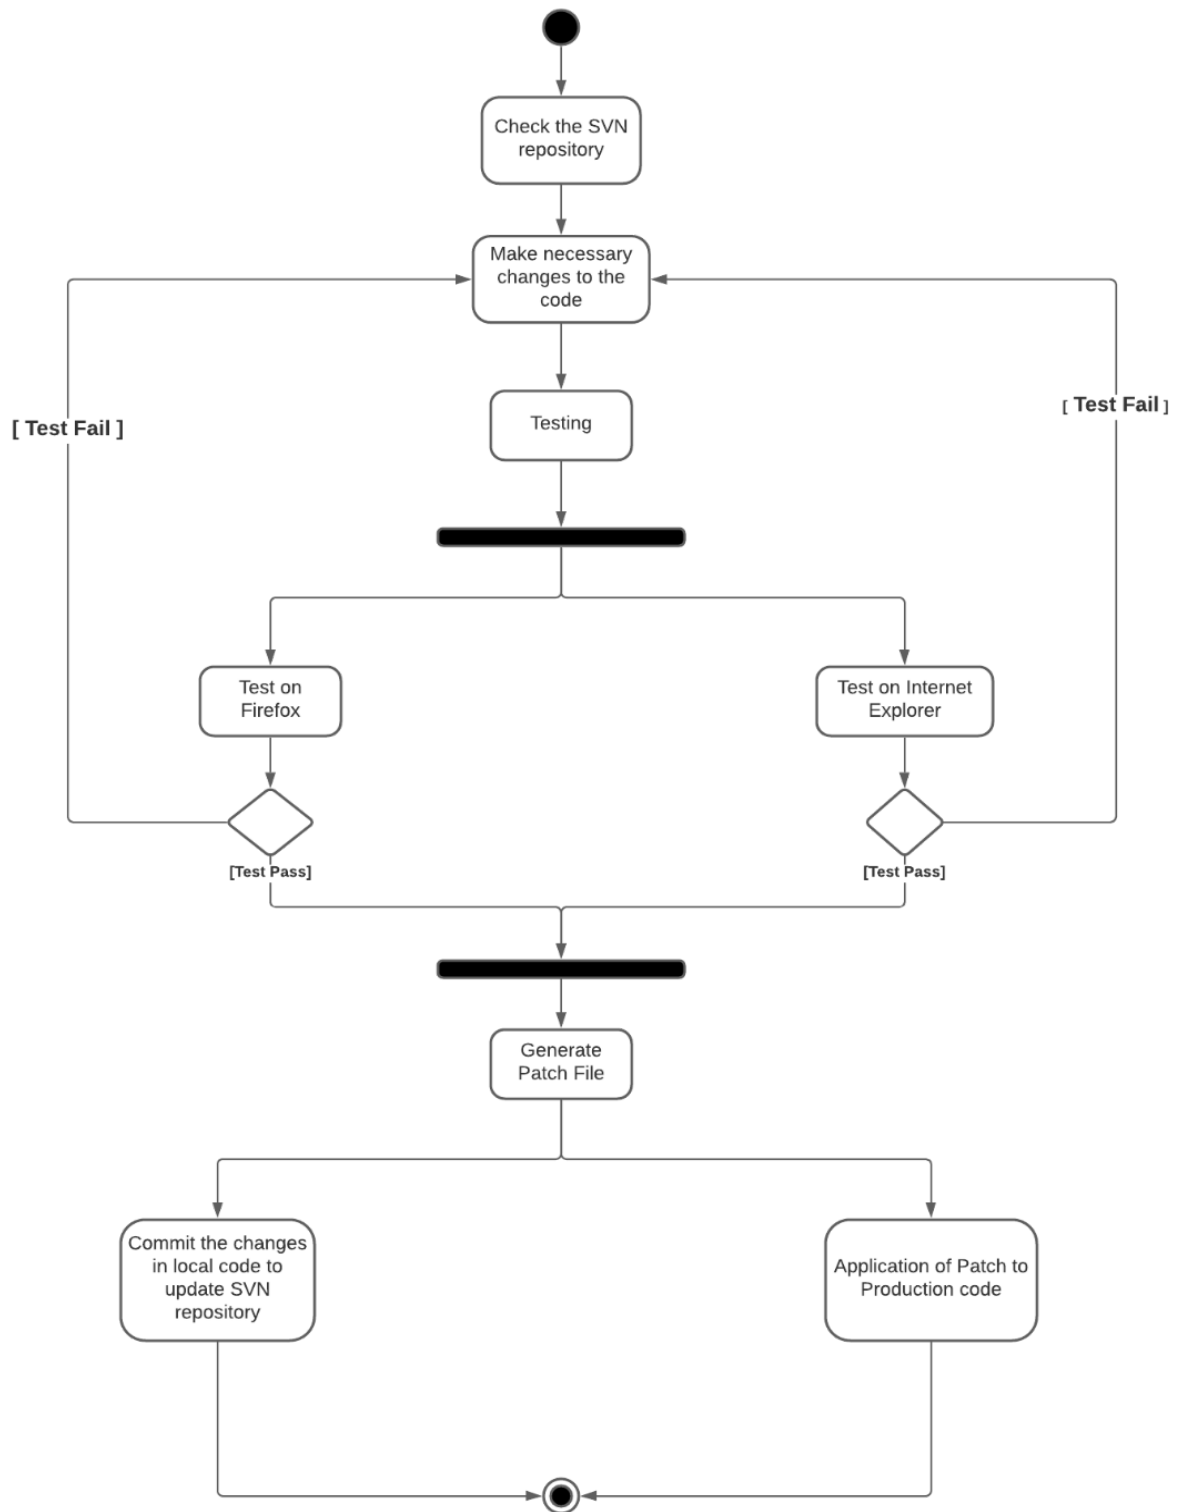 Check the SVN
repository
Make necessary
changes to the
code
[ Test Fail ]
[ Test Fail ]
Testing
Test on
Firefox
Test on Internet
Explorer
[Test Pass]
[Test Pass]
Generate
Patch File
Commit the changes
in local code to
update SVN
repository
Application of Patch to
Production code